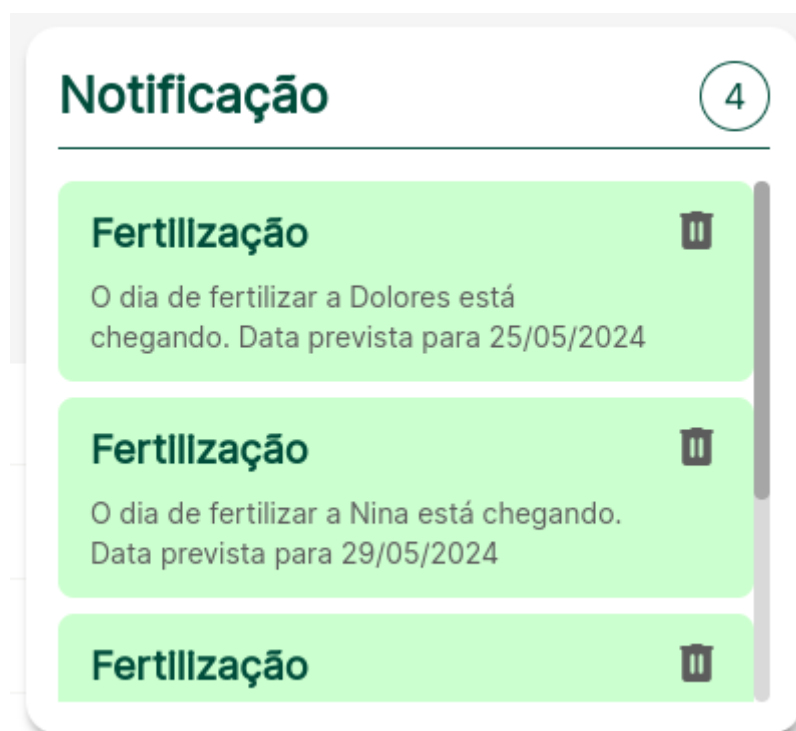 Notificação
4
Fertilização
O dia de fertilizar a Dolores está
chegando. Data prevista para 25/05/2024
Fertilização
O dia de fertilizar a Nina está chegando.
Data prevista para 29/05/2024
Fertilização